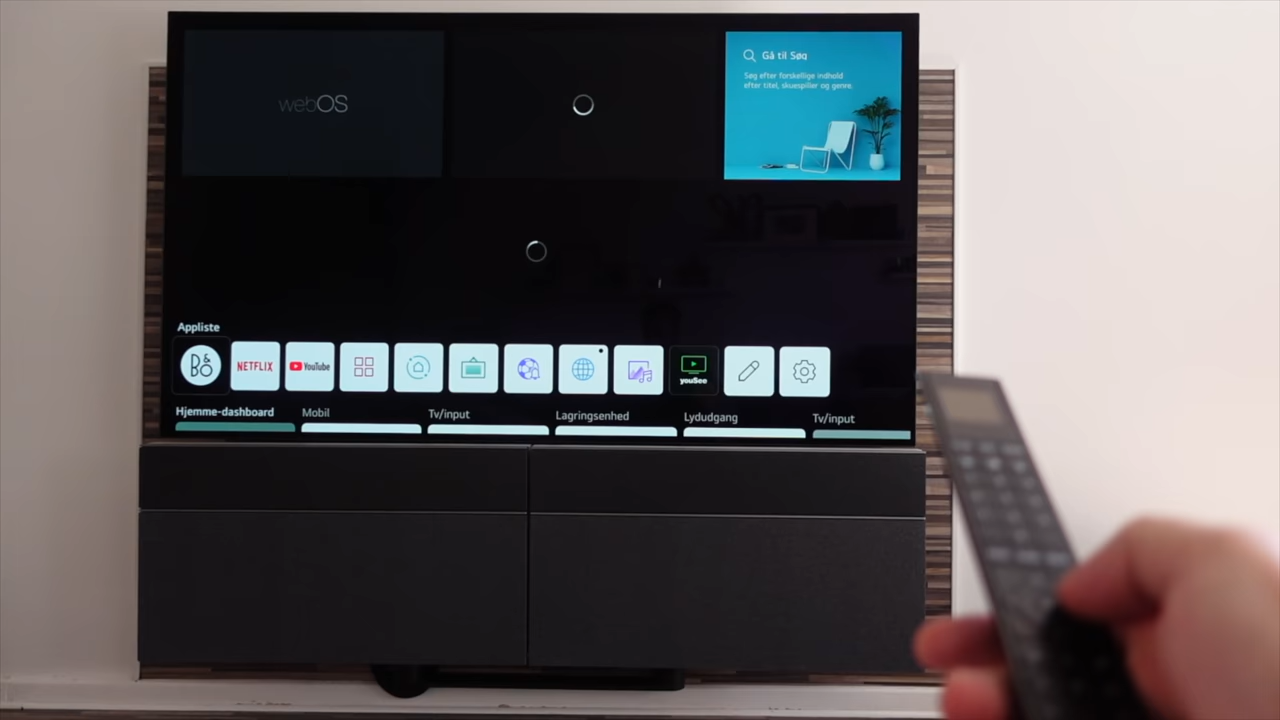 webOS
Gå til Søg
Søg efter forskellige indhold
efter titel, skuespiller og genre.
Appliste
B&O
NETFLIX
YouTube
youSee
Hjemme-dashboard
Mobil
Tv/input
Lagringsenhed
Lydudgang
Tv/input